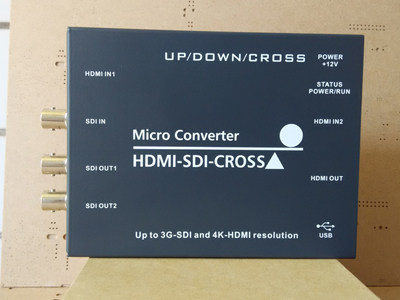 UP/DOWN/CROSS
POWER
+12V
HDMI IN1
STATUS
POWER/RUN
SDI IN
HDMI IN2
Micro Converter
HDMI-SDI-CROSS
SDI OUT1
HDMI OUT
SDI OUT2
Up to 3G-SDI and 4K-HDMI resolution
USB